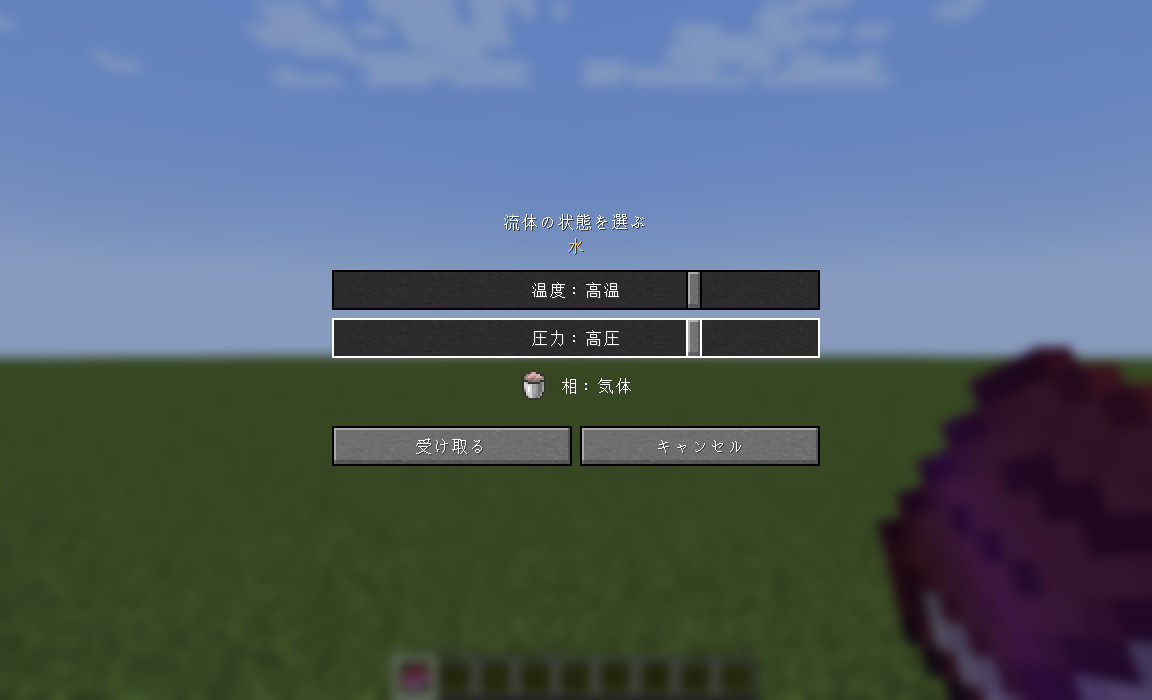 流体の状態を選ぶ
水
温度：高温
圧力：高圧
相：気体
受け取る
キャンセル